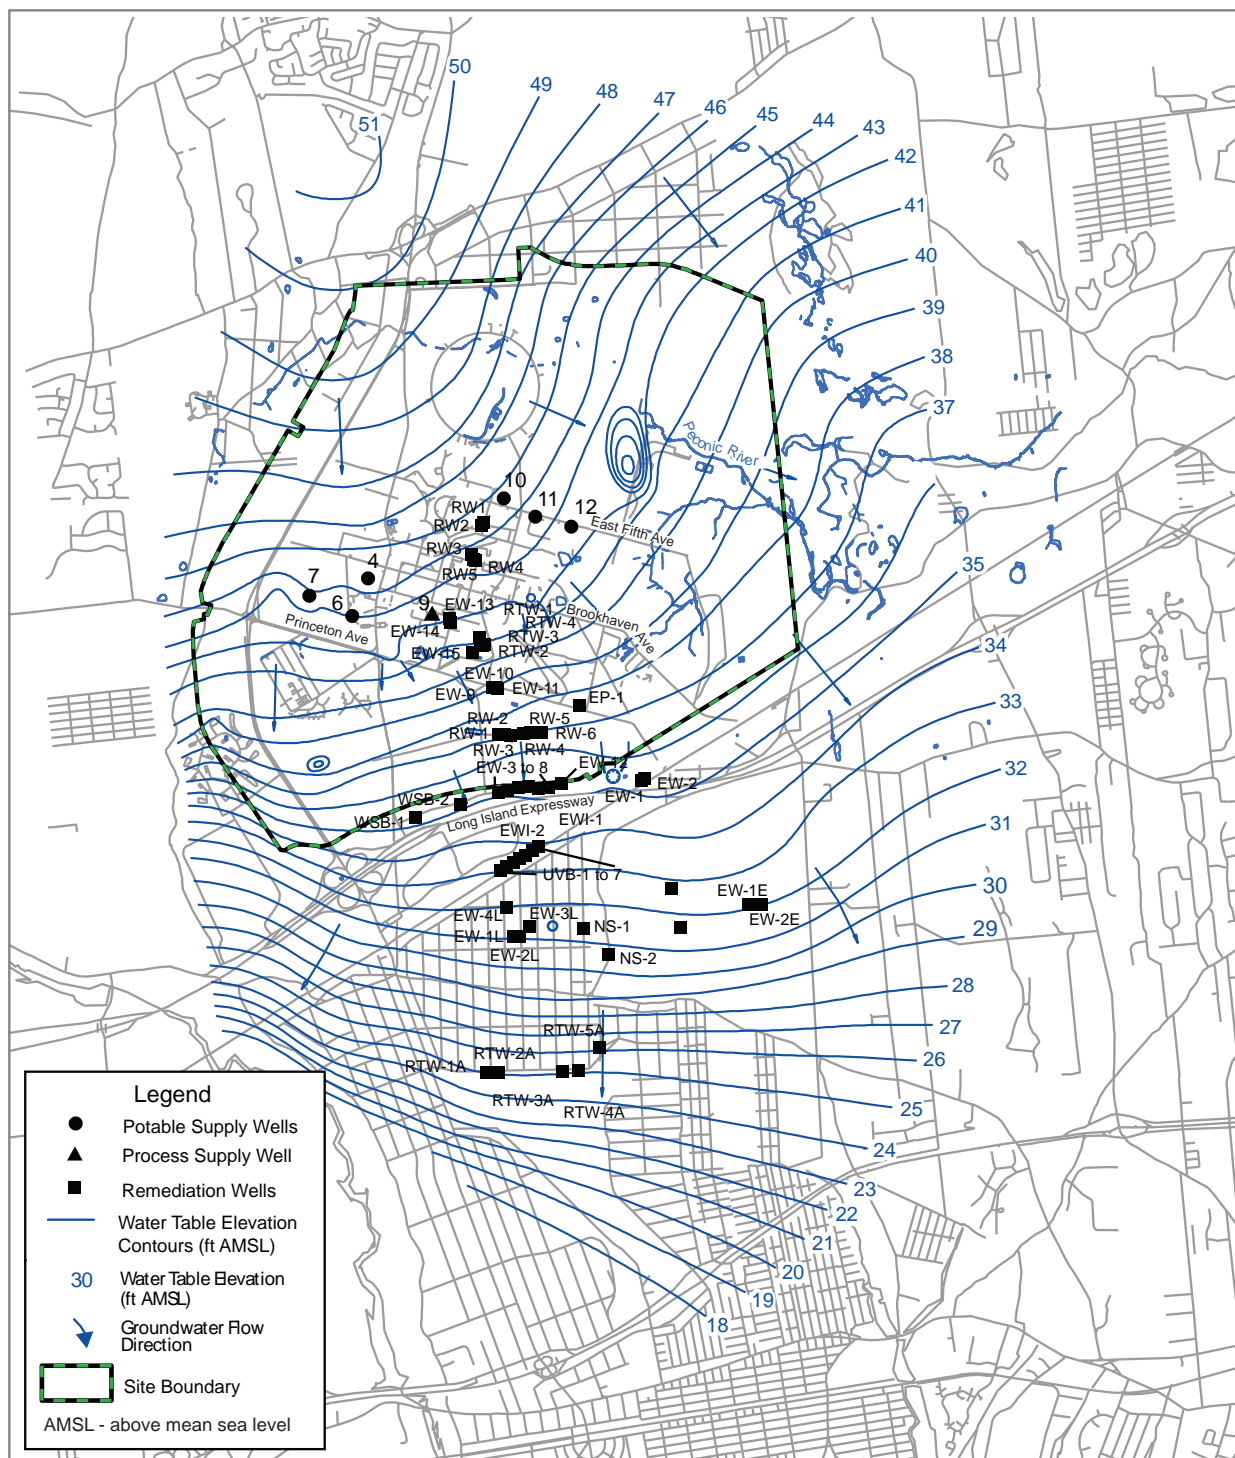 50
49
48
47
46
45
44
43
42
41
40
39
38
37
51
Peconic River
10
11
12
RW1
RW2
East Fifth Ave
RW3
RW4
RW5
4
7
6
9
EW-13
RTW-1
Brookhaven Ave
Princeton Ave
EW-14
RTW-4
RTW-3
EW-15
RTW-2
35
34
EW-10
EW-9
EW-11
EP-1
33
RW-2
RW-5
RW-1
RW-6
RW-3
RW-4
EW-12
EW-3 to 8
32
EW-2
EW-1
WSB-2
WSB-1
Long Island Expressway
EWI-1
EWI-2
31
UVB-1 to 7
30
EW-1E
EW-2E
EW-4L
EW-3L
NS-1
EW-1L
29
EW-2L
NS-2
28
27
RTW-5A
RTW-2A
26
RTW-1A
RTW-3A
RTW-4A
25
24
23
22
21
20
19
18
Legend
Potable Supply Wells
Process Supply Well
Remediation Wells
Water Table Elevation
Contours (ft AMSL)
30
Water Table Elevation
(ft AMSL)
Groundwater Flow
Direction
Site Boundary
AMSL - above mean sea level